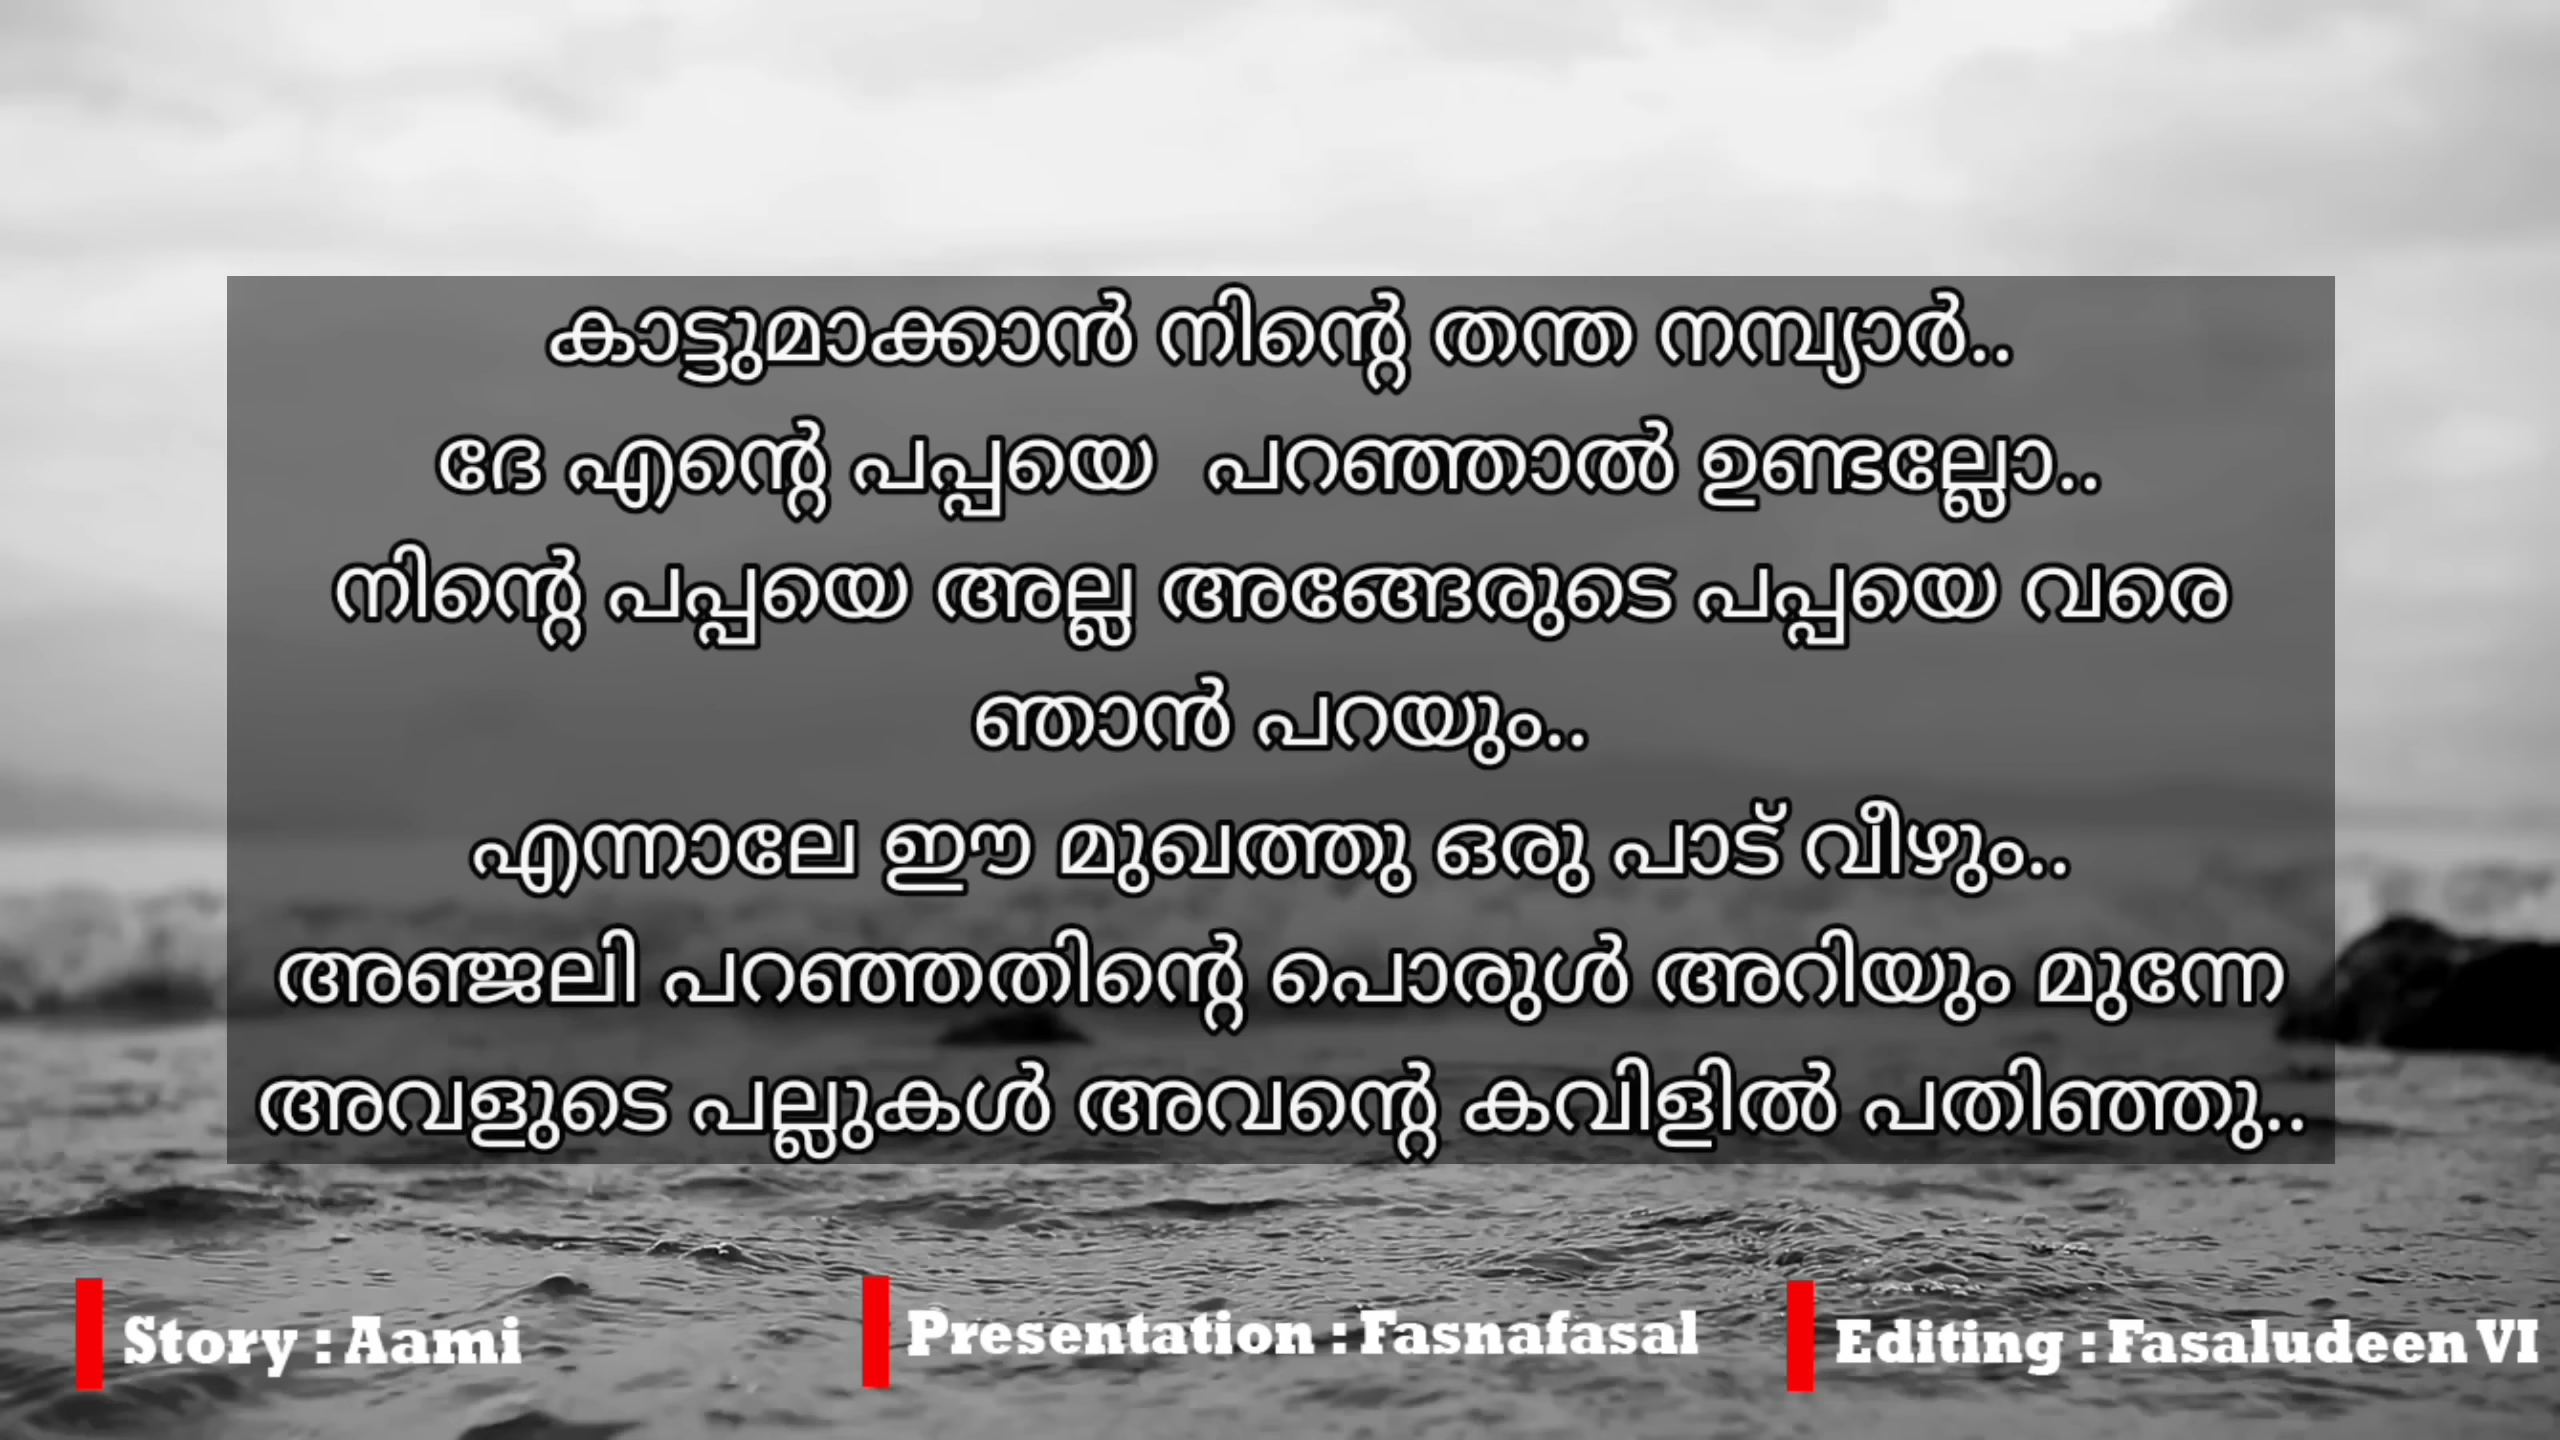 കാട്ടുമാക്കാൻ നിന്റെ തന്ത നമ്പ്യാർ..
ദേ എന്റെ പപ്പയെ  പറഞ്ഞാൽ ഉണ്ടല്ലോ..
നിന്റെ പപ്പയെ അല്ല അങ്ങേരുടെ പപ്പയെ വരെ
ഞാൻ പറയും..
എന്നാലേ ഈ മുഖത്തു ഒരു പാട് വീഴും..
അഞ്ജലി പറഞ്ഞതിന്റെ പൊരുൾ അറിയും മുന്നേ
അവളുടെ പല്ലുകൾ അവന്റെ കവിളിൽ പതിഞ്ഞു..
Story : Aami
Presentation : Fasnafasal
Editing : Fasaludeen VI